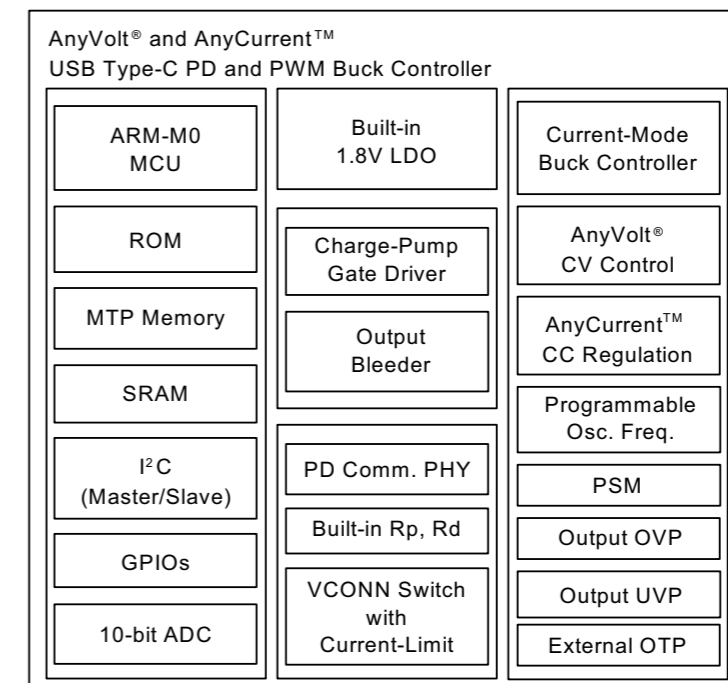 AnyVolt® and AnyCurrent™
USB Type-C PD and PWM Buck Controller
ARM-M0
MCU
ROM
MTP Memory
SRAM
I²C
(Master/Slave)
GPIOs
10-bit ADC
Built-in
1.8V LDO
Charge-Pump
Gate Driver
Output
Bleeder
PD Comm. PHY
Built-in Rp, Rd
VCONN Switch
with
Current-Limit
Current-Mode
Buck Controller
AnyVolt®
CV Control
AnyCurrent™
CC Regulation
Programmable
Osc. Freq.
PSM
Output OVP
Output UVP
External OTP